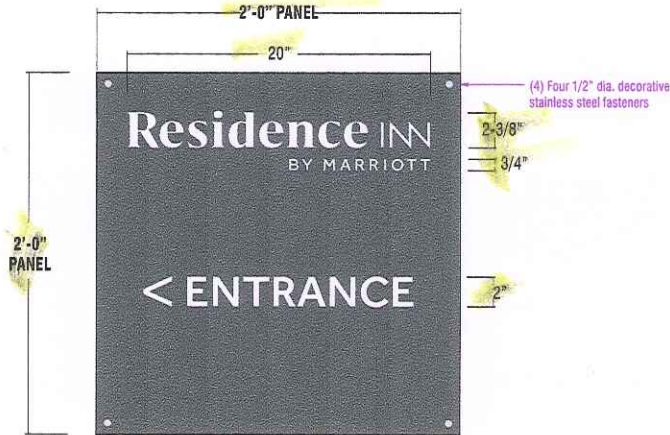 2'-0" PANEL
20"
(4) Four 1/2" dia. decorative
stainless steel fasteners
Residence INN
2-3/8"
BY MARRIOTT
3/4"
2'-0"
PANEL
< ENTRANCE
2"